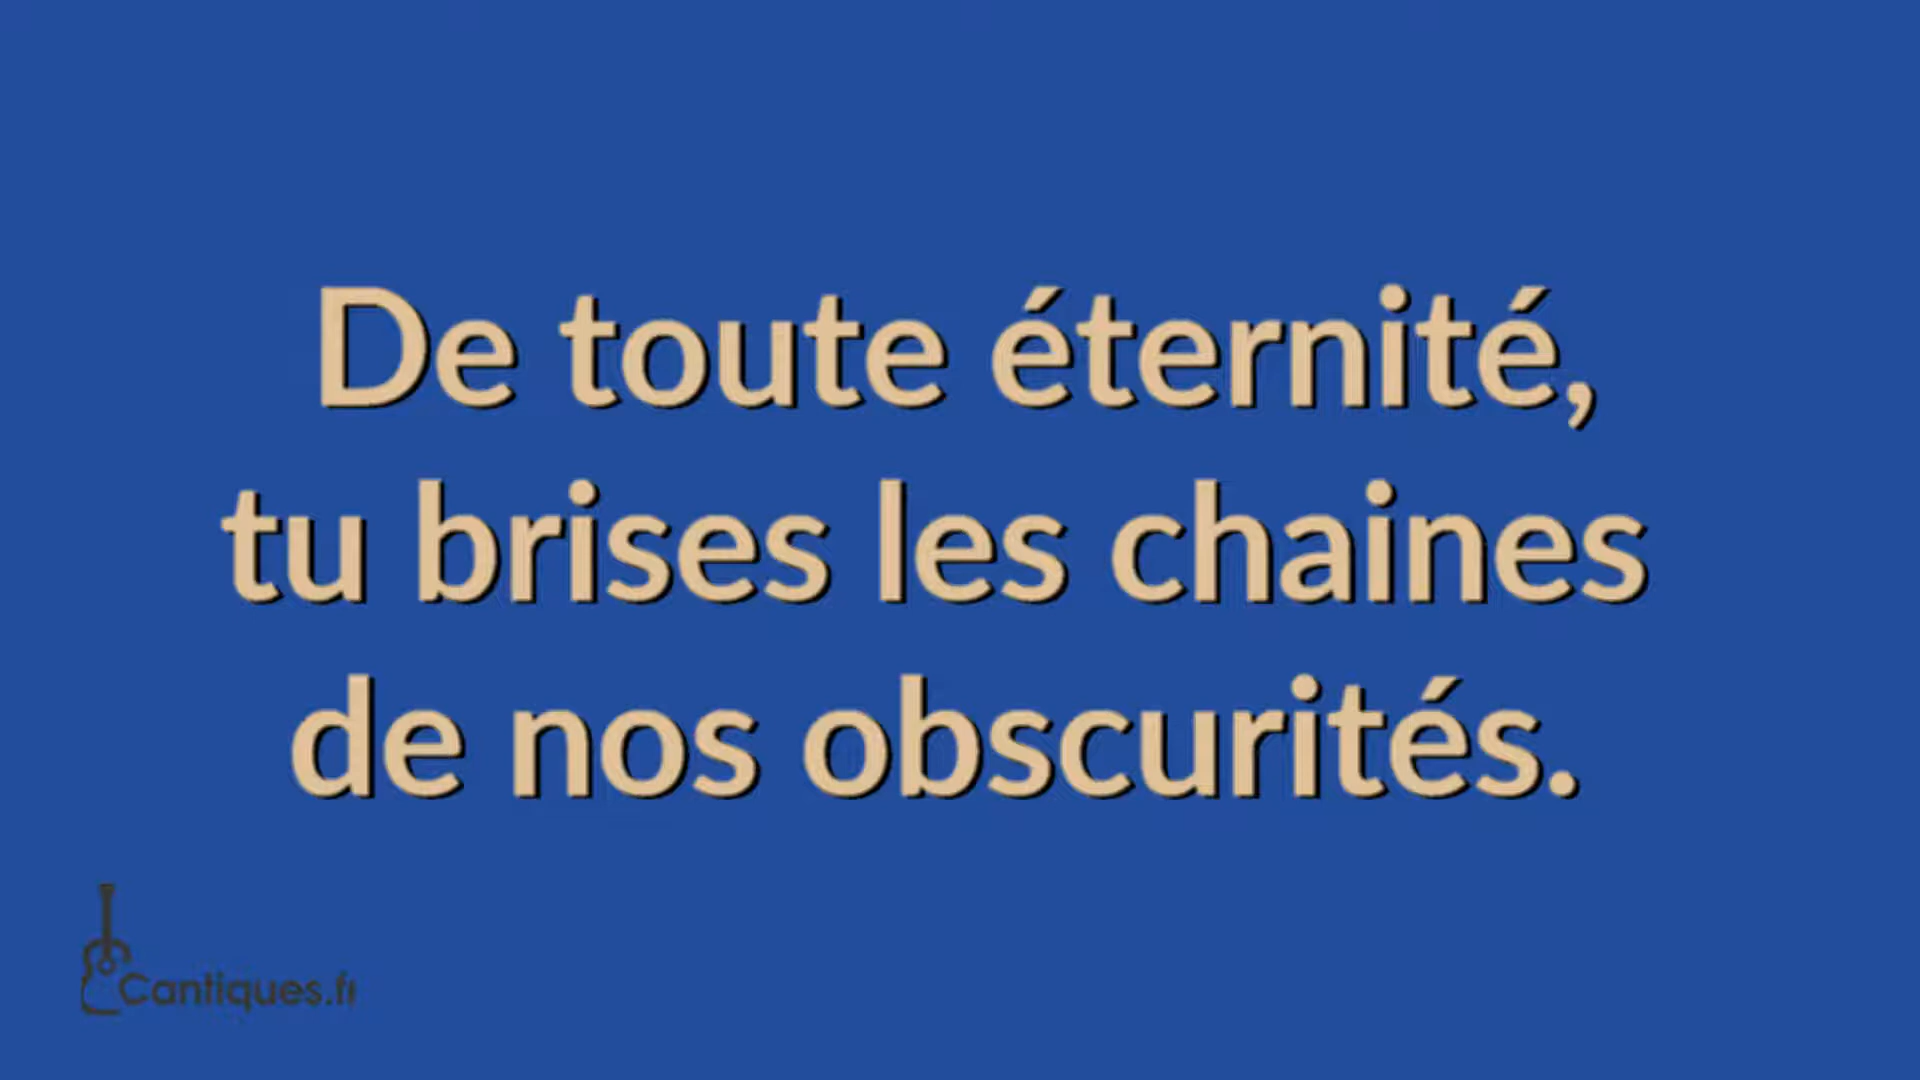 De toute éternité,
tu brises les chaines
de nos obscurités.
Cantiques.fr